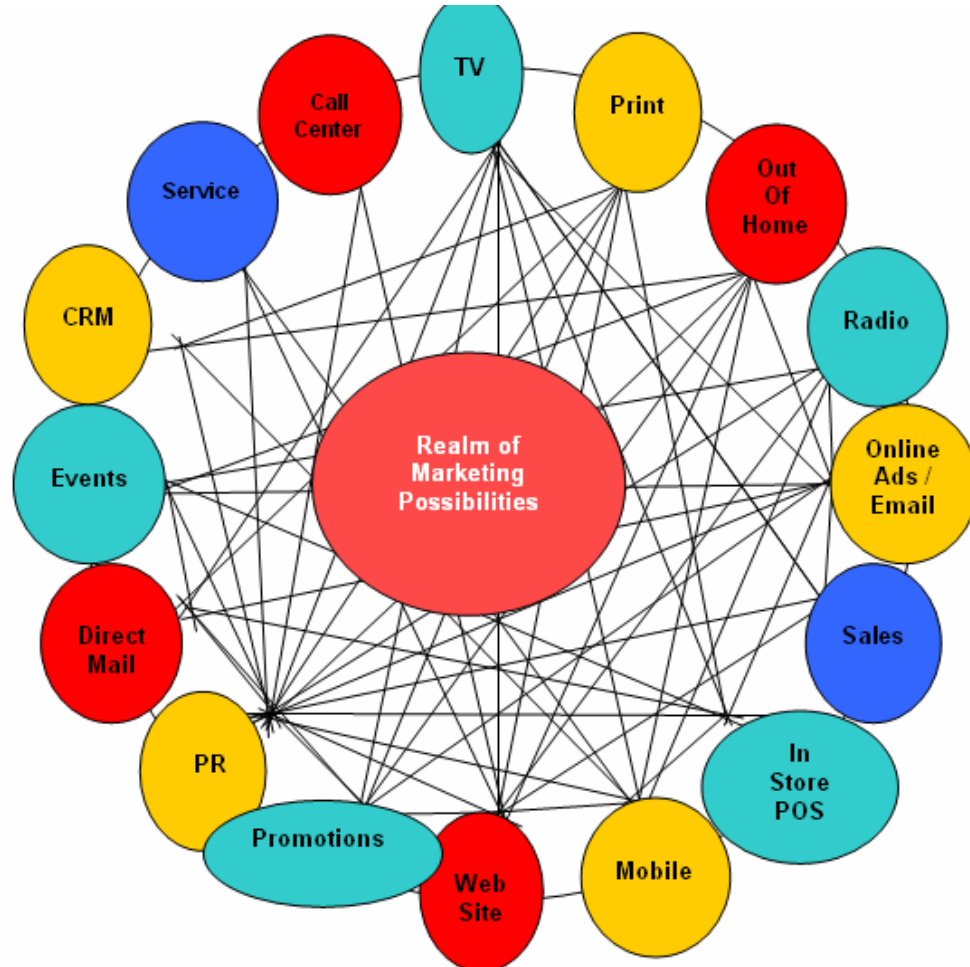 TV
Print
Out
Of
Home
Radio
Online
Ads /
Email
Sales
In
Store
POS
Mobile
Web
Site
Promotions
PR
Direct
Mail
Events
CRM
Service
Call
Center
Realm of
Marketing
Possibilities